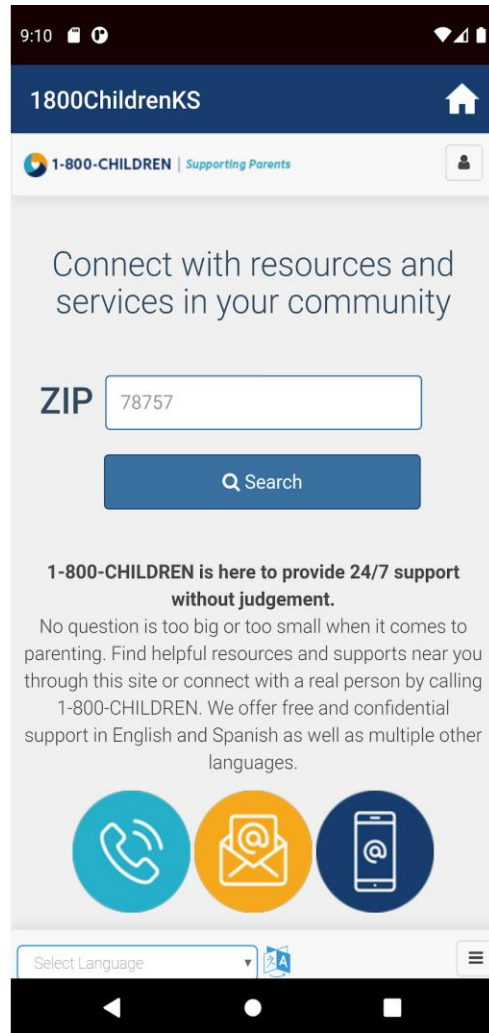 9:10
1800ChildrenKS
1-800-CHILDREN | Supporting Parents
Connect with resources and
services in your community
ZIP 78757
Search
1-800-CHILDREN is here to provide 24/7 support
without judgement.
No question is too big or too small when it comes to
parenting. Find helpful resources and supports near you
through this site or connect with a real person by calling
1-800-CHILDREN. We offer free and confidential
support in English and Spanish as well as multiple other
languages.
@ @
Select Language